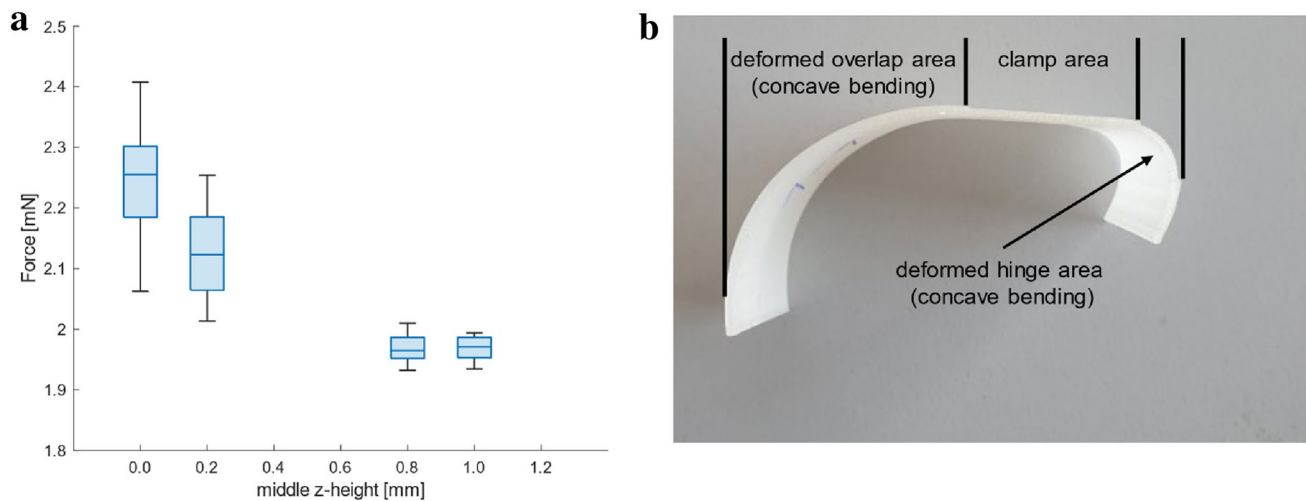 a
2.5
2.4
2.3
2.2
2.1
2
1.9
1.8
Force [mN]
0.0 0.2 0.4 0.6 0.8 1.0 1.2
middle z-height [mm]
b
deformed overlap area
(concave bending)
clamp area
deformed hinge area
(concave bending)